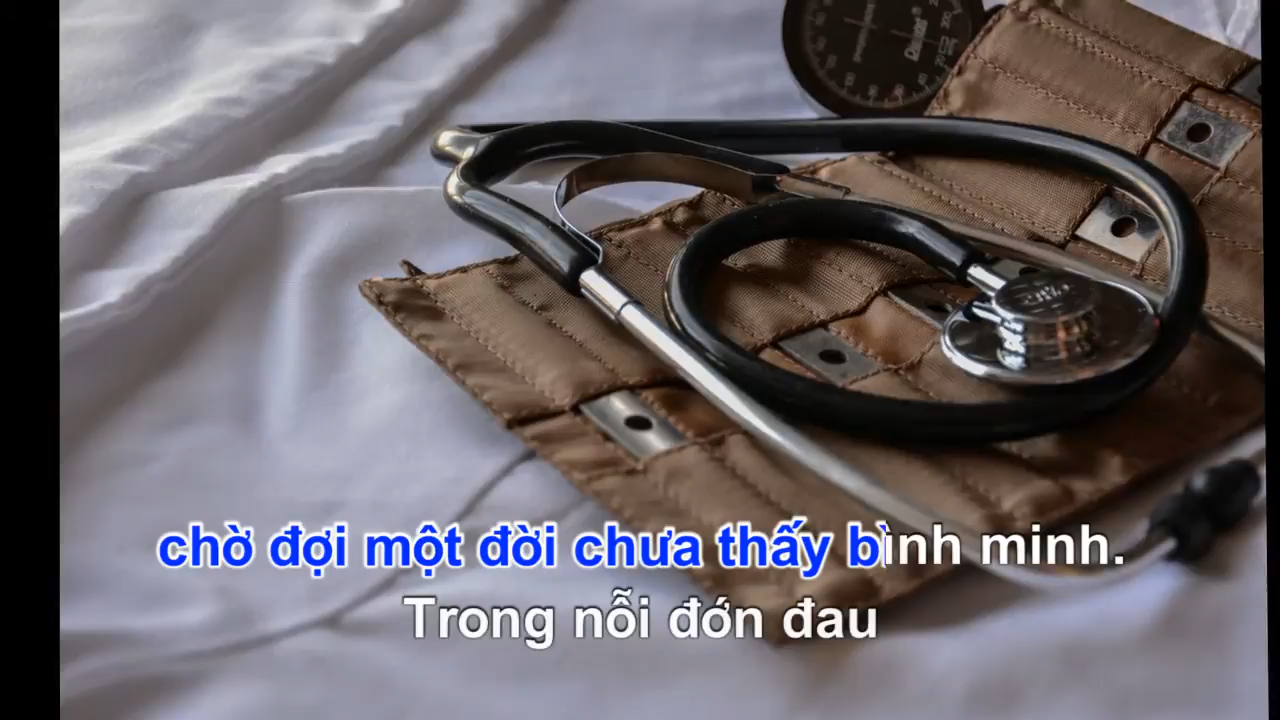 chờ đợi một đời chưa thấy bình minh.
Trong nỗi đớn đau